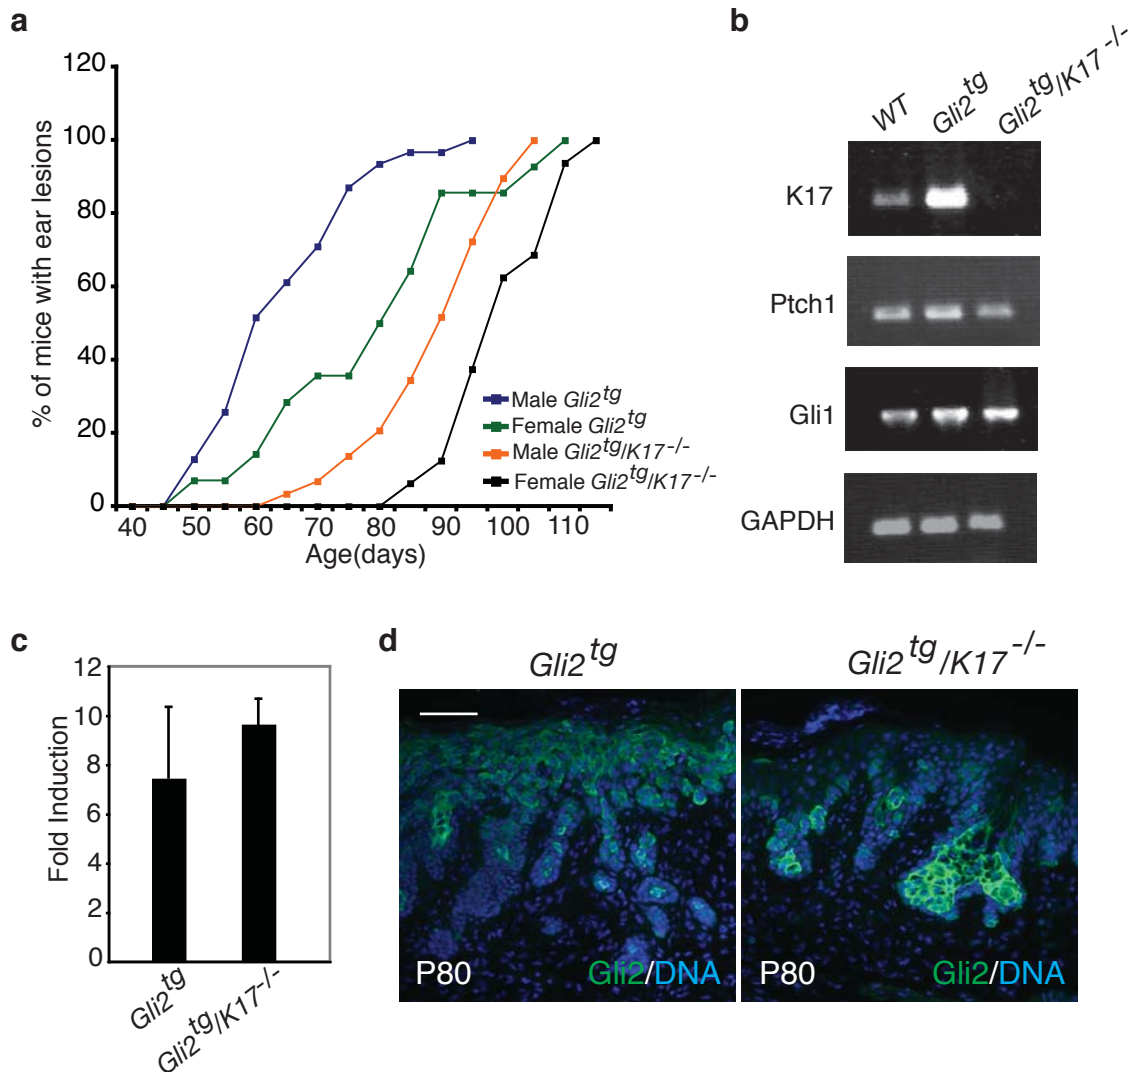 a
120
100
80
60
40
20
0
% of mice with ear lesions
40 50 60 70 80 90 100 110
Age(days)
Male Gli2tg
Female Gli2tg
Male Gli2tg/K17-/-
Female Gli2tg/K17-/-
b
WT Gli2tg Gli2tg/K17-/-
K17
Ptch1
Gli1
GAPDH
c
12
10
8
6
4
2
0
Fold Induction
Gli2tg
Gli2tg/K17-/-
d
Gli2tg
Gli2tg/K17-/-
P80 Gli2/DNA
P80 Gli2/DNA